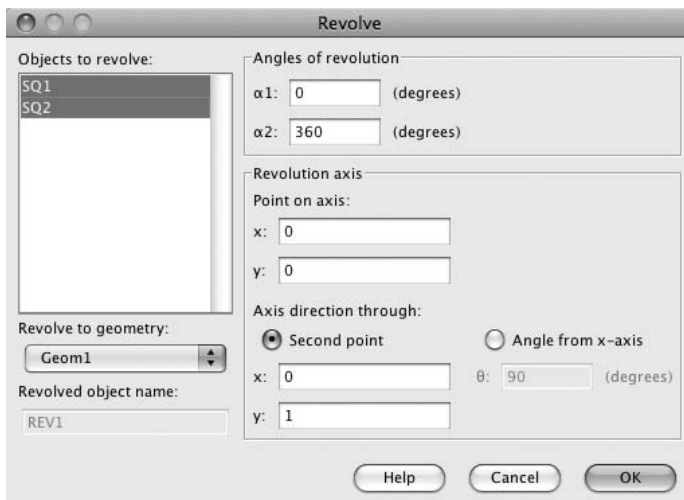 Revolve
Objects to revolve:
SQ1
SQ2
Revolve to geometry:
Geom1
Revolved object name:
REV1
Angles of revolution
α1: 0 (degrees)
α2: 360 (degrees)
Revolution axis
Point on axis:
x: 0
y: 0
Axis direction through:
Second point
Angle from x-axis
x: 0
θ: 90 (degrees)
y: 1
Help
Cancel
OK